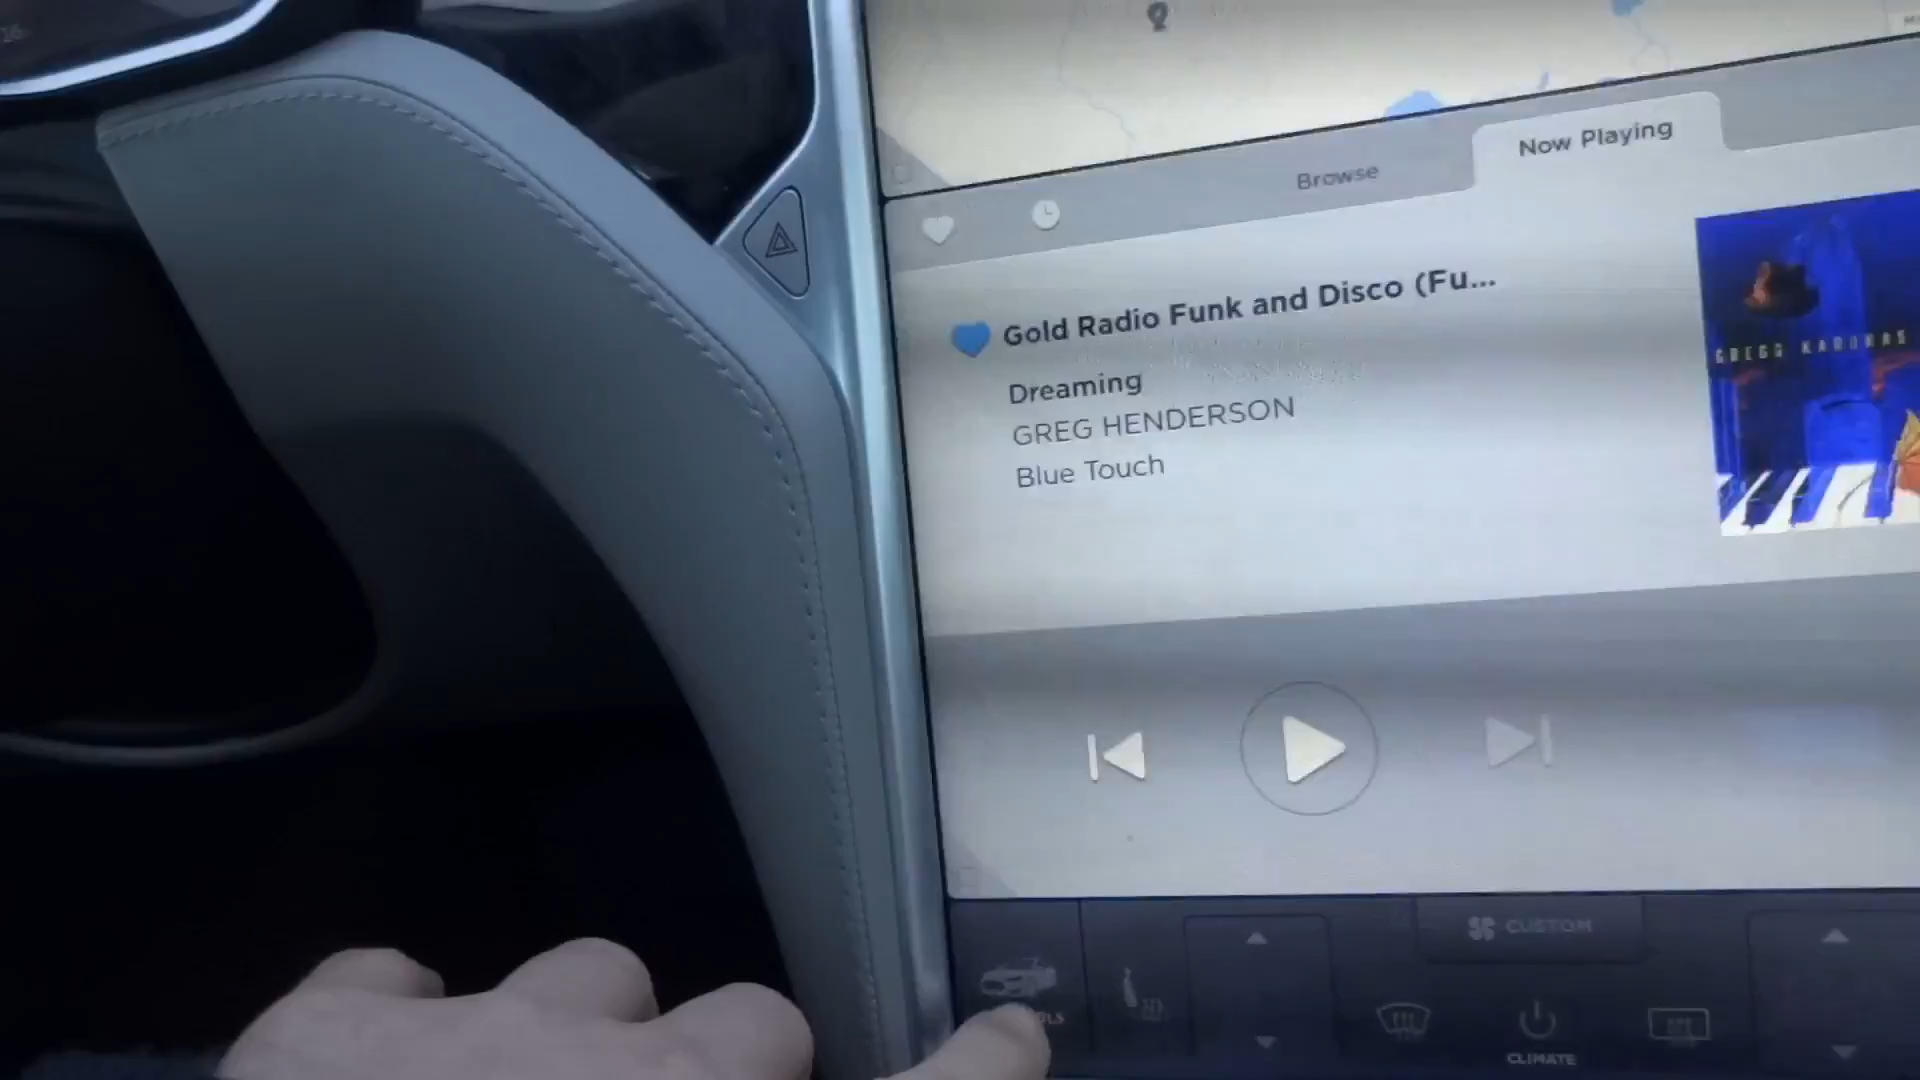 Browse
Now Playing
Gold Radio Funk and Disco (Fu...
Dreaming
GREG HENDERSON
Blue Touch
GREGG KARUKAS
CUSTOM
CLIMATE